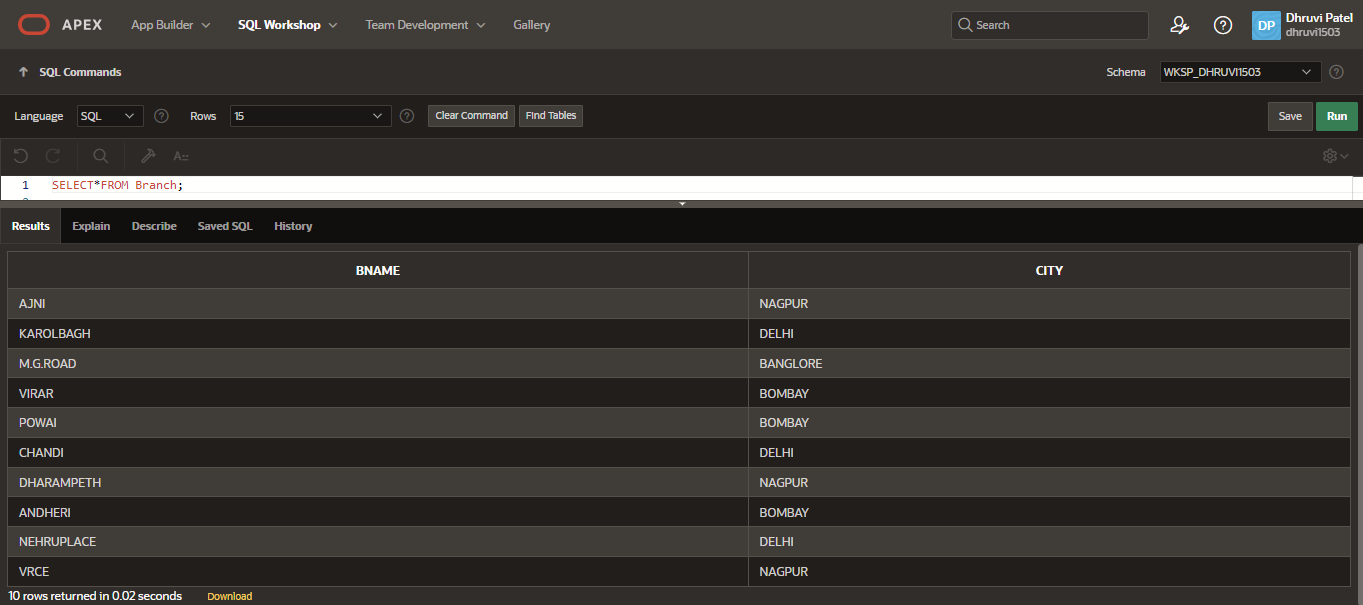 APEX App Builder SQL Workshop Team Development Gallery Search DP Dhruvi Patel
dhruvi1503
SQL Commands Schema WKSP_DHRUVI1503
Language SQL Rows 15 Clear Command Find Tables Save Run
A::
1 SELECT*FROM Branch;
Results Explain Describe Saved SQL History
BNAME CITY
AJNI NAGPUR
KAROLBAGH DELHI
M.G.ROAD BANGLORE
VIRAR BOMBAY
POWAI BOMBAY
CHANDI DELHI
DHARAMPETH NAGPUR
ANDHERI BOMBAY
NEHRUPLACE DELHI
VRCE NAGPUR
10 rows returned in 0.02 seconds Download